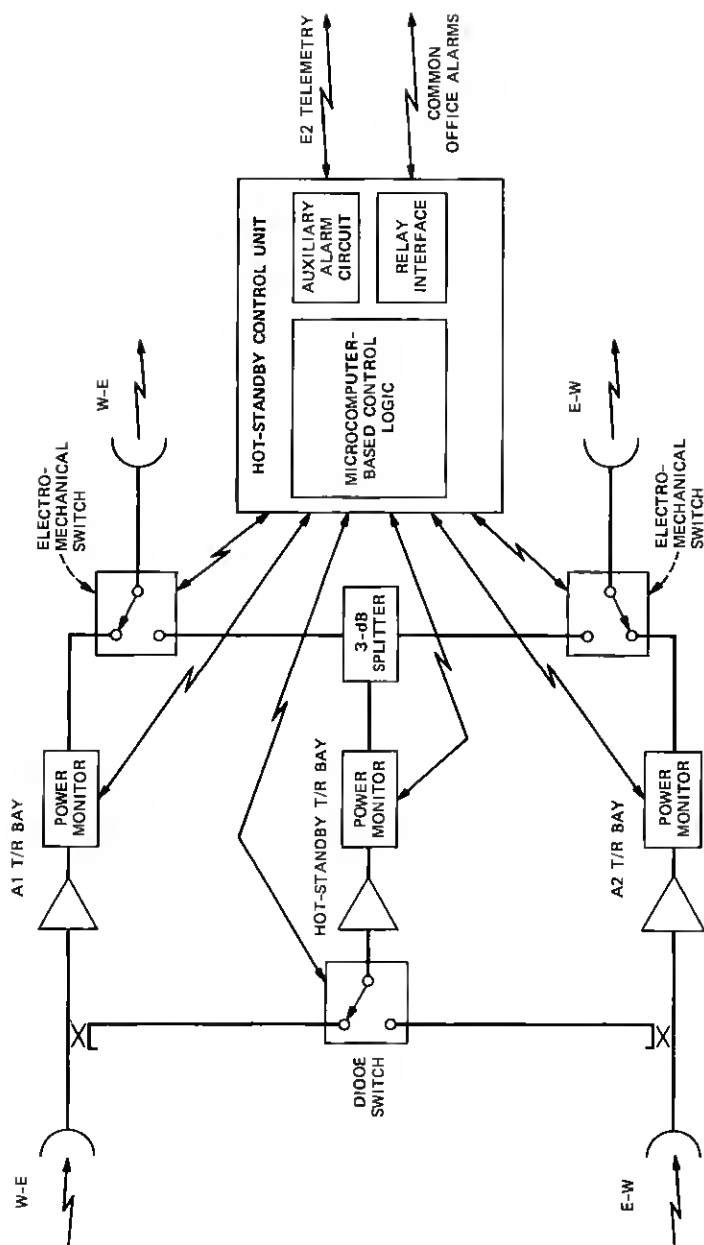 W-E
A1 T/R BAY
POWER
MONITOR
ELECTRO-
MECHANICAL
SWITCH
W-E
DIODE
SWITCH
HOT-STANDBY T/R BAY
POWER
MONITOR
3-dB
SPLITTER
HOT-STANDBY CONTROL UNIT
MICROCOMPUTER-
BASED CONTROL
LOGIC
AUXILIARY
ALARM
CIRCUIT
RELAY
INTERFACE
E2 TELEMETRY
COMMON
OFFICE ALARMS
E-W
A2 T/R BAY
POWER
MONITOR
E-W
ELECTRO-
MECHANICAL
SWITCH